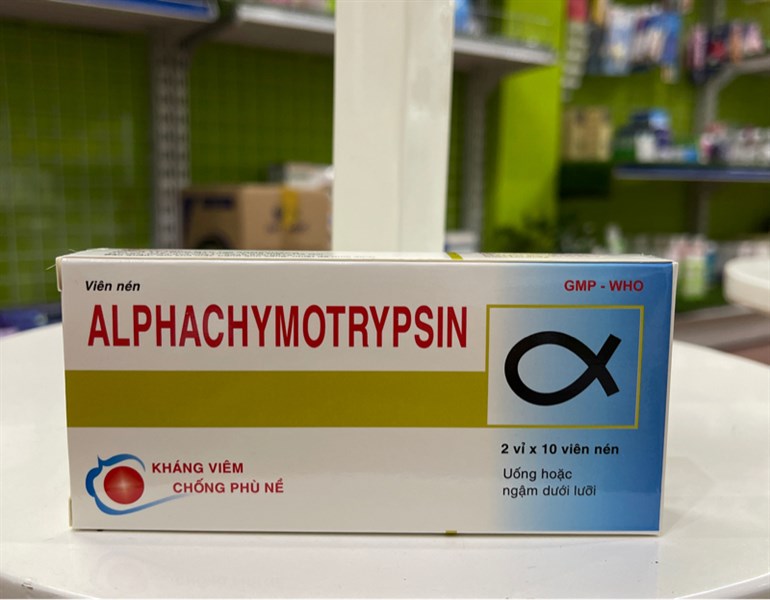 Viên nén
GMP - WHO
ALPHACHYMOTRYPSIN
2 vỉ x 10 viên nén
Uống hoặc
ngậm dưới lưỡi
KHÁNG VIÊM
CHỐNG PHÙ NỀ